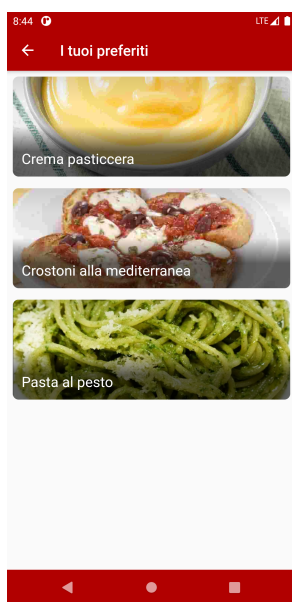 8:44
LTE
I tuoi preferiti
Crema pasticcera
Crostoni alla mediterranea
Pasta al pesto